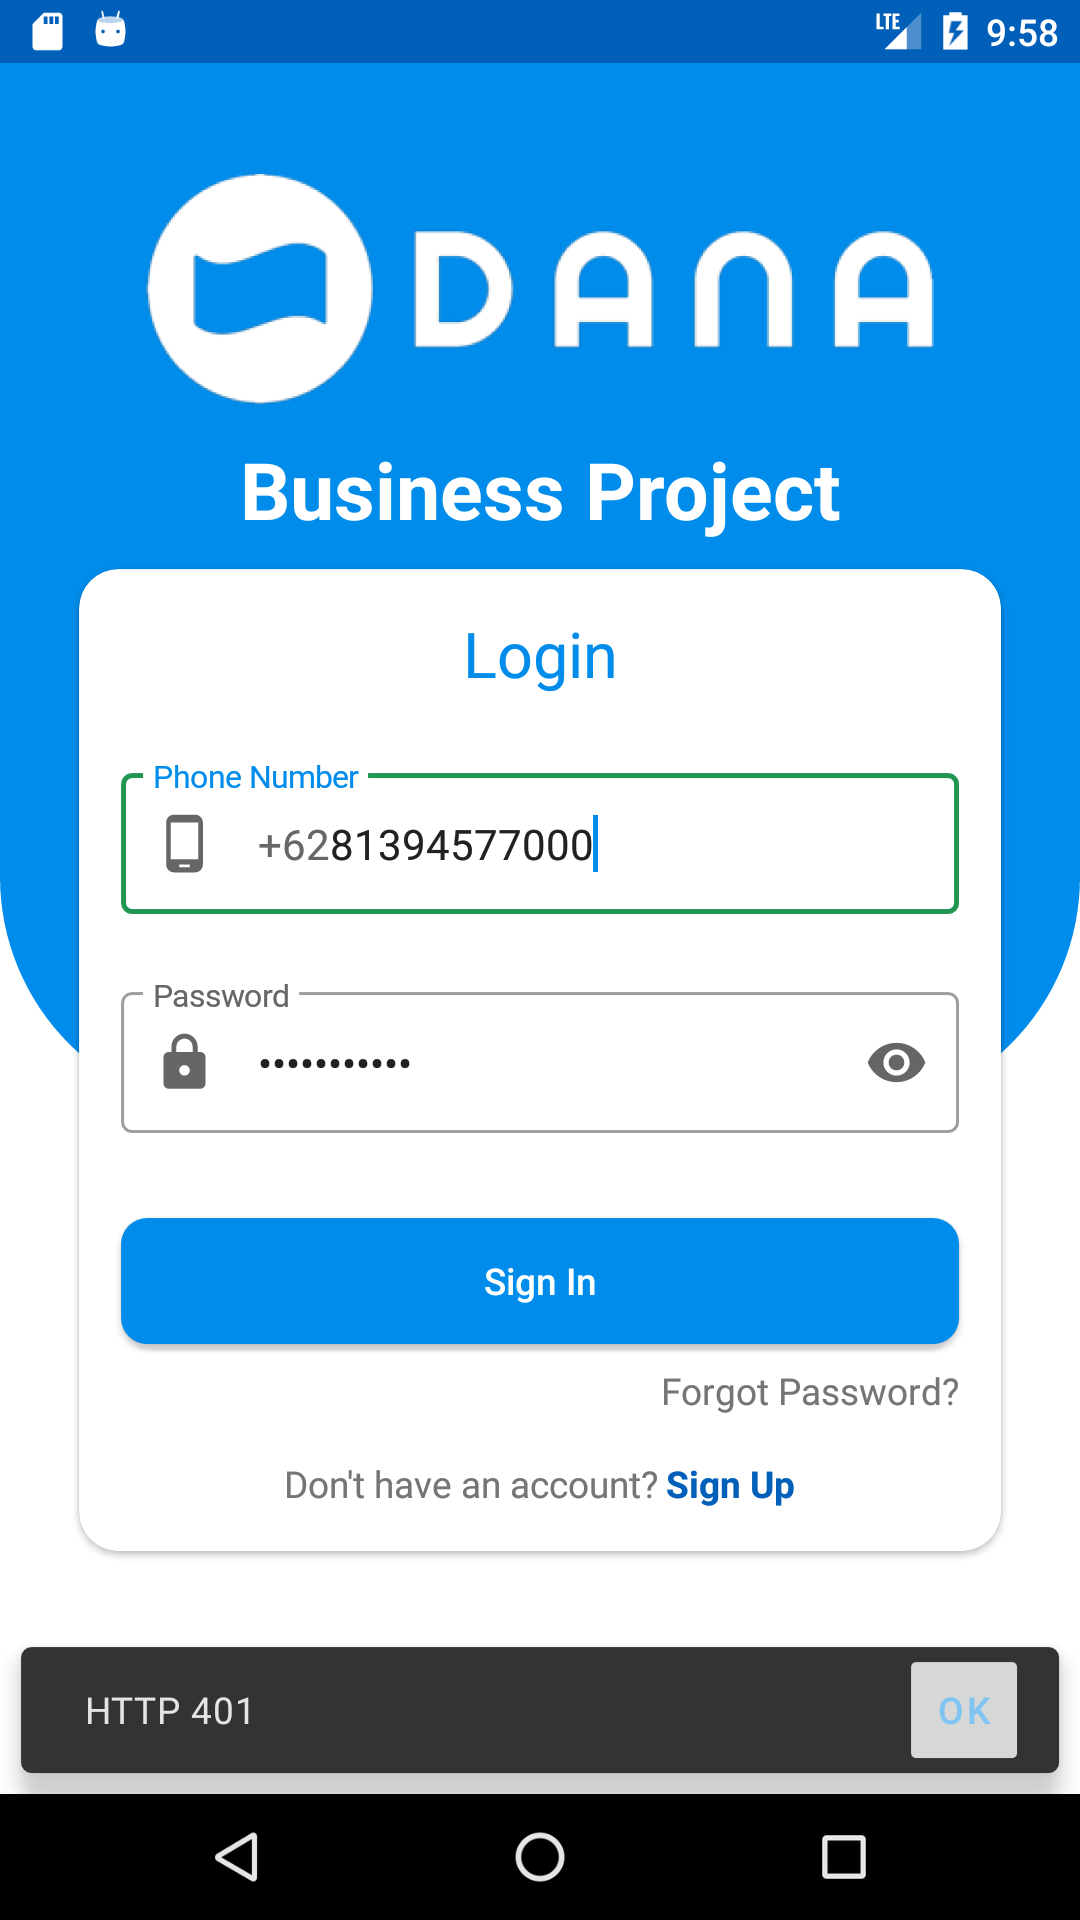 LTE 9:58
DANA
Business Project
Login
Phone Number
+6281394577000
Password
•••••••••••
Sign In
Forgot Password?
Don't have an account? Sign Up
HTTP 401 OK